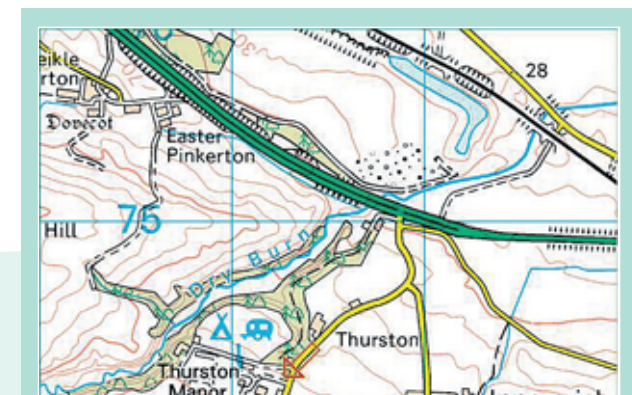 28
Dovecot
Easter
Pinkerton
75
Hill
Dry Burn
Thurston
Thurston
Manor